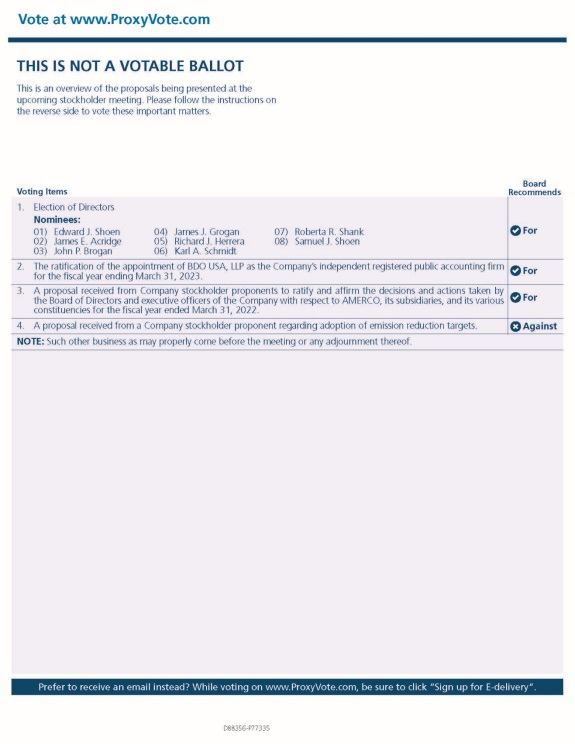 Vote at www.ProxyVote.com
THIS IS NOT A VOTABLE BALLOT
This is an overview of the proposals being presented at the
upcoming stockholder meeting. Please follow the instructions on
the reverse side to vote these important matters.
Voting Items
Board
Recommends
1. Election of Directors
Nominees:
01) Edward J. Shoen 04) James J. Grogan 07) Roberta R. Shank
02) James E. Acridge 05) Richard J. Herrera 08) Samuel J. Shoen
03) John P. Brogan 06) Karl A. Schmidt
For
2. The ratification of the appointment of BDO USA, LLP as the Company's independent registered public accounting firm
for the fiscal year ending March 31, 2023.
For
3. A proposal received from Company stockholder proponents to ratify and affirm the decisions and actions taken by
the Board of Directors and executive officers of the Company with respect to AMERCO, its subsidiaries, and its various
constituencies for the fiscal year ended March 31, 2022.
For
4. A proposal received from a Company stockholder proponent regarding adoption of emission reduction targets.
Against
NOTE: Such other business as may properly come before the meeting or any adjournment thereof.
Prefer to receive an email instead? While voting on www.ProxyVote.com, be sure to click "Sign up for E-delivery".
D88356-P77335